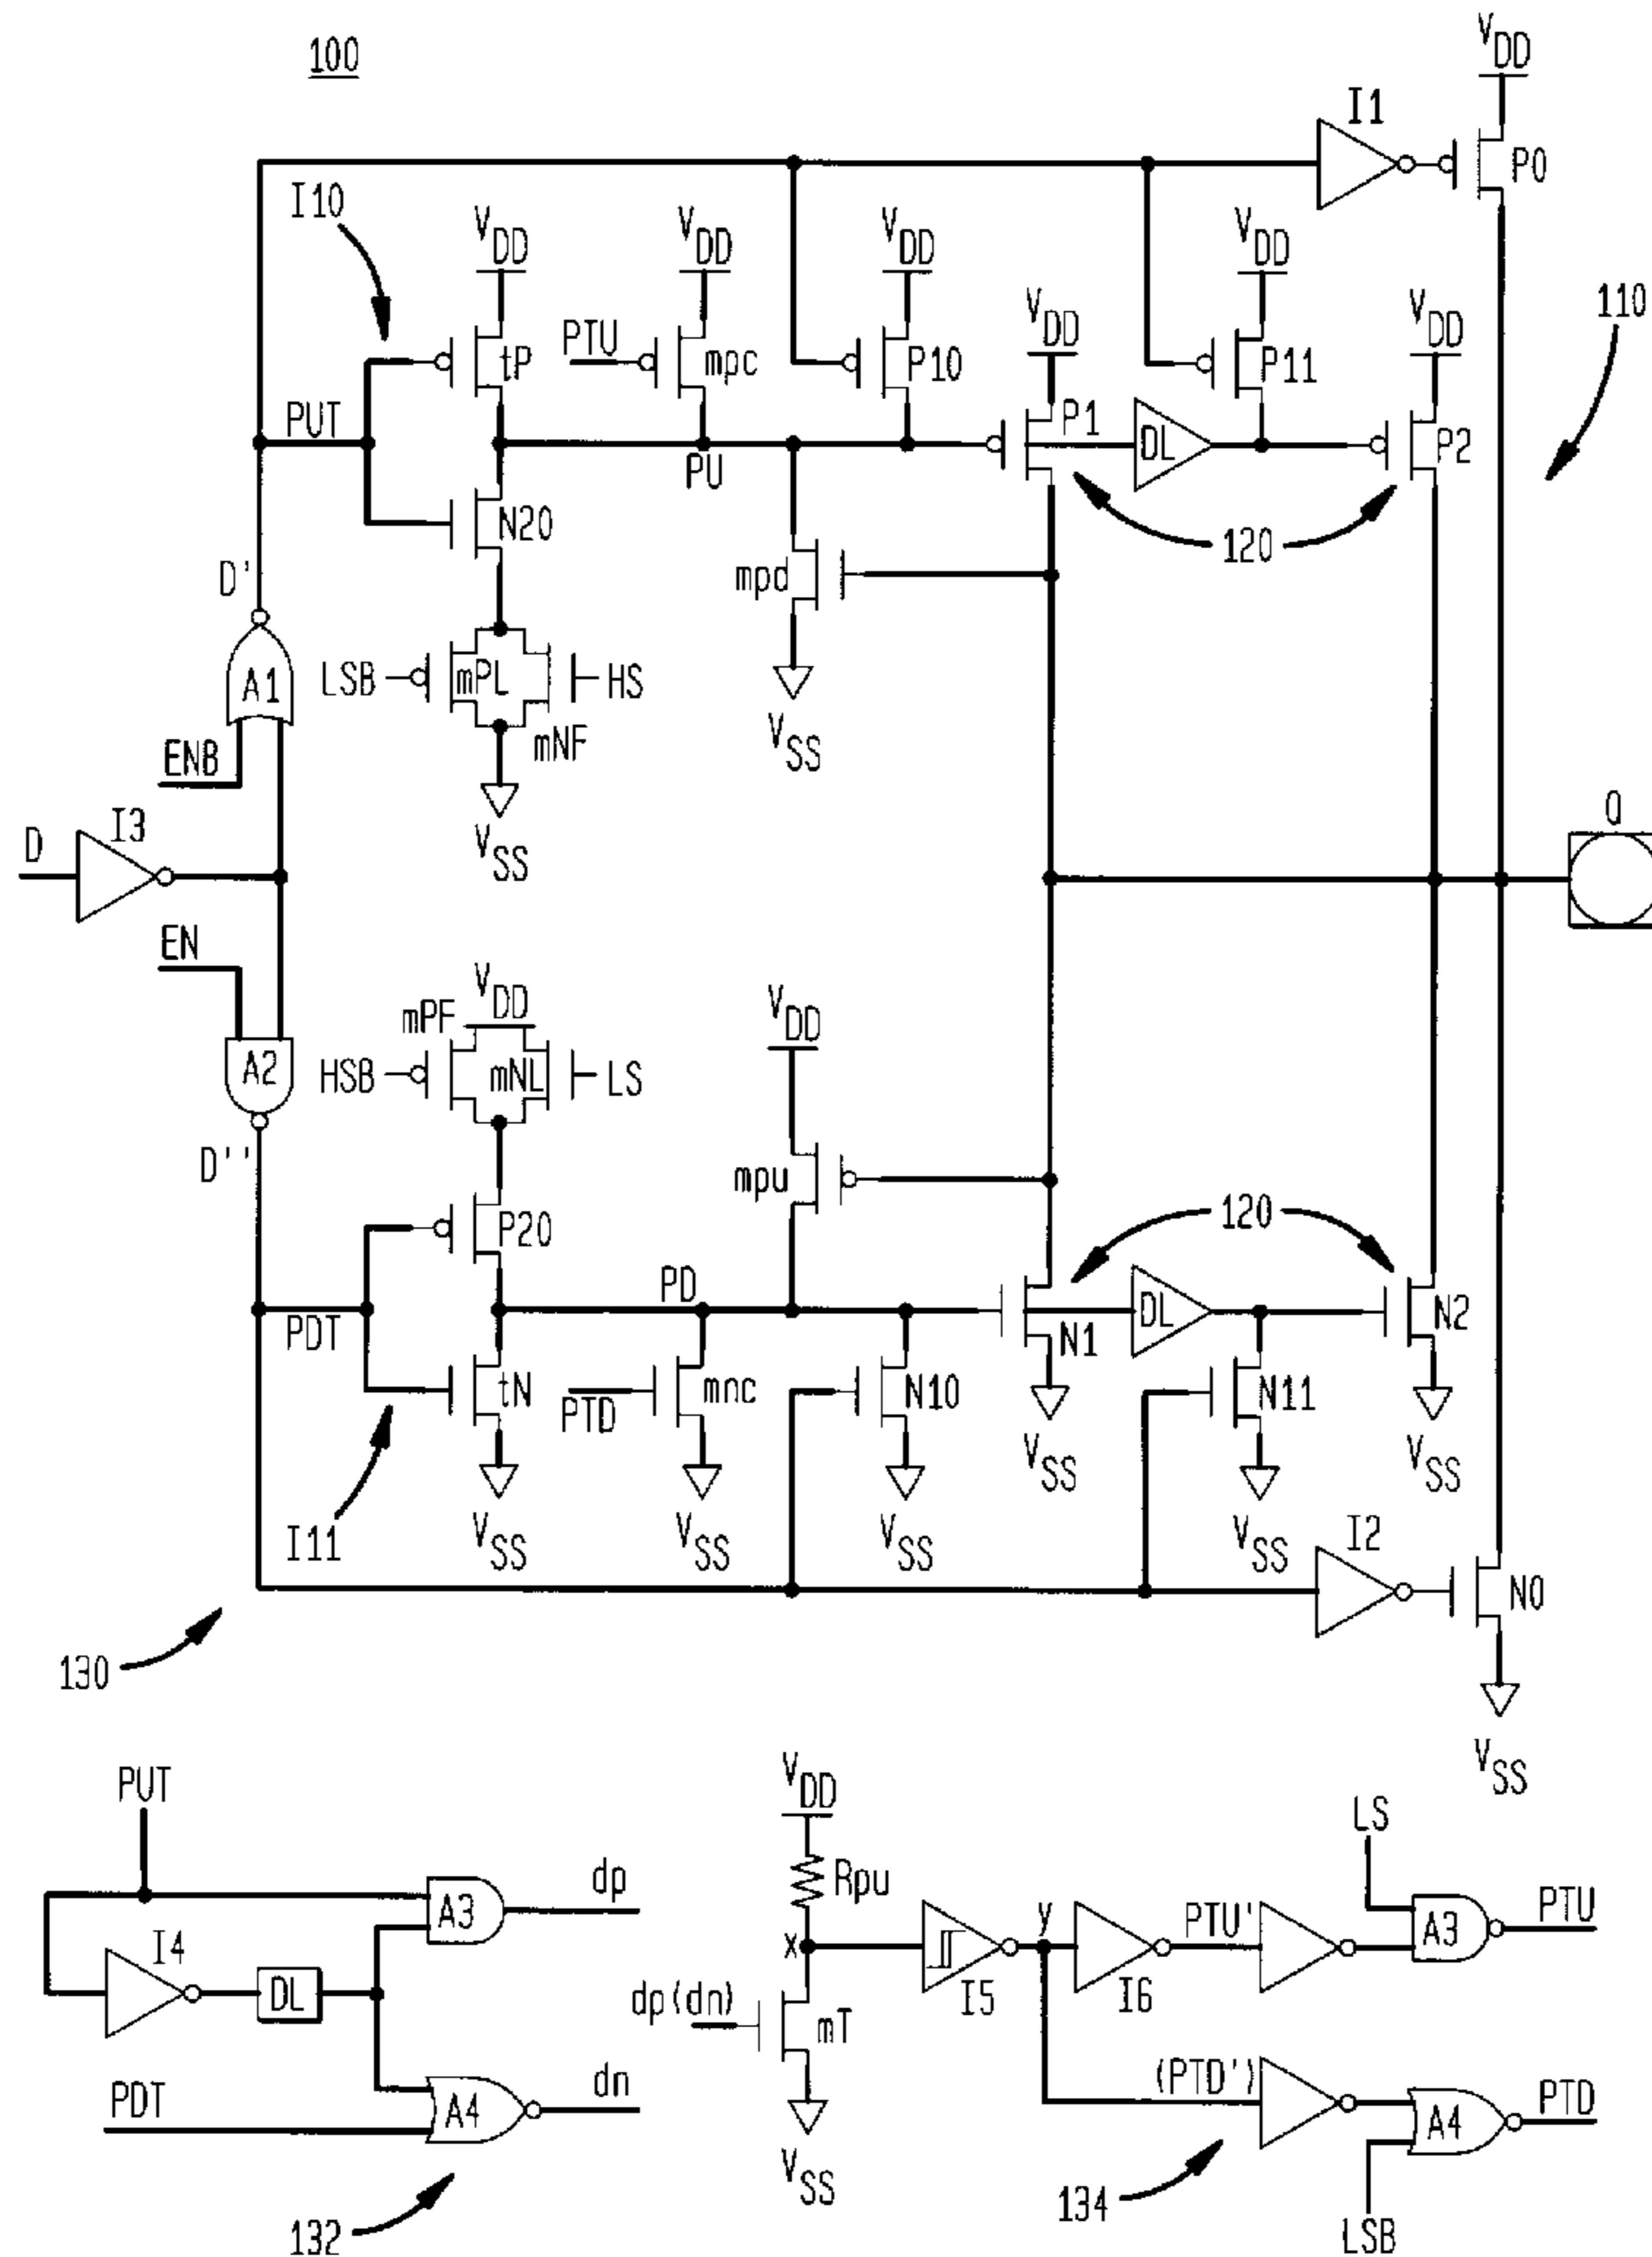 100
VDD
I1
P0
I10
VDD
VDD
VDD
VDD
110
VDD
VDD
PTU
tP
mpc
P10
P11
PUT
P1
DL
P2
PU
N20
120
D'
mpd
A1
LSB
mPL
HS
mNF
VSS
ENB
VSS
D
I3
Q
EN
VDD
VDD
mPF
HSB
mNL
LS
A2
D''
mpu
P20
120
PD
PDT
DL
N2
N1
tN
mnc
N10
N11
PTD
VSS
VSS
I11
VSS
VSS
VSS
VSS
I2
N0
130
VSS
PUT
VDD
LS
dp
Rpu
A3
y
PTU'
PTU
A3
I4
x
DL
I5
I6
dp(dn)
mT
dn
(PTD')
PTD
PDT
A4
A4
VSS
134
132
LSB